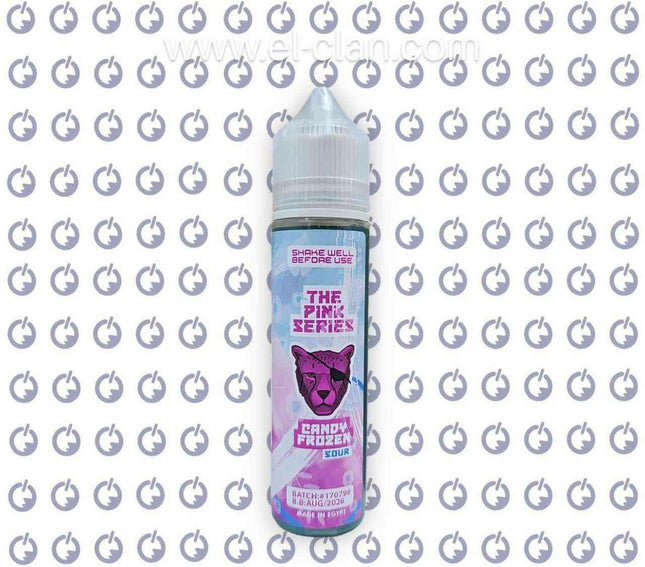 www.el-clan.com
SHAKE WELL
BEFORE USE
THE
PINK
SERIES
CANDY
FROZEN
SOUR
BATCH:#170796
B.B:AUG/2026
MADE IN EGYPT